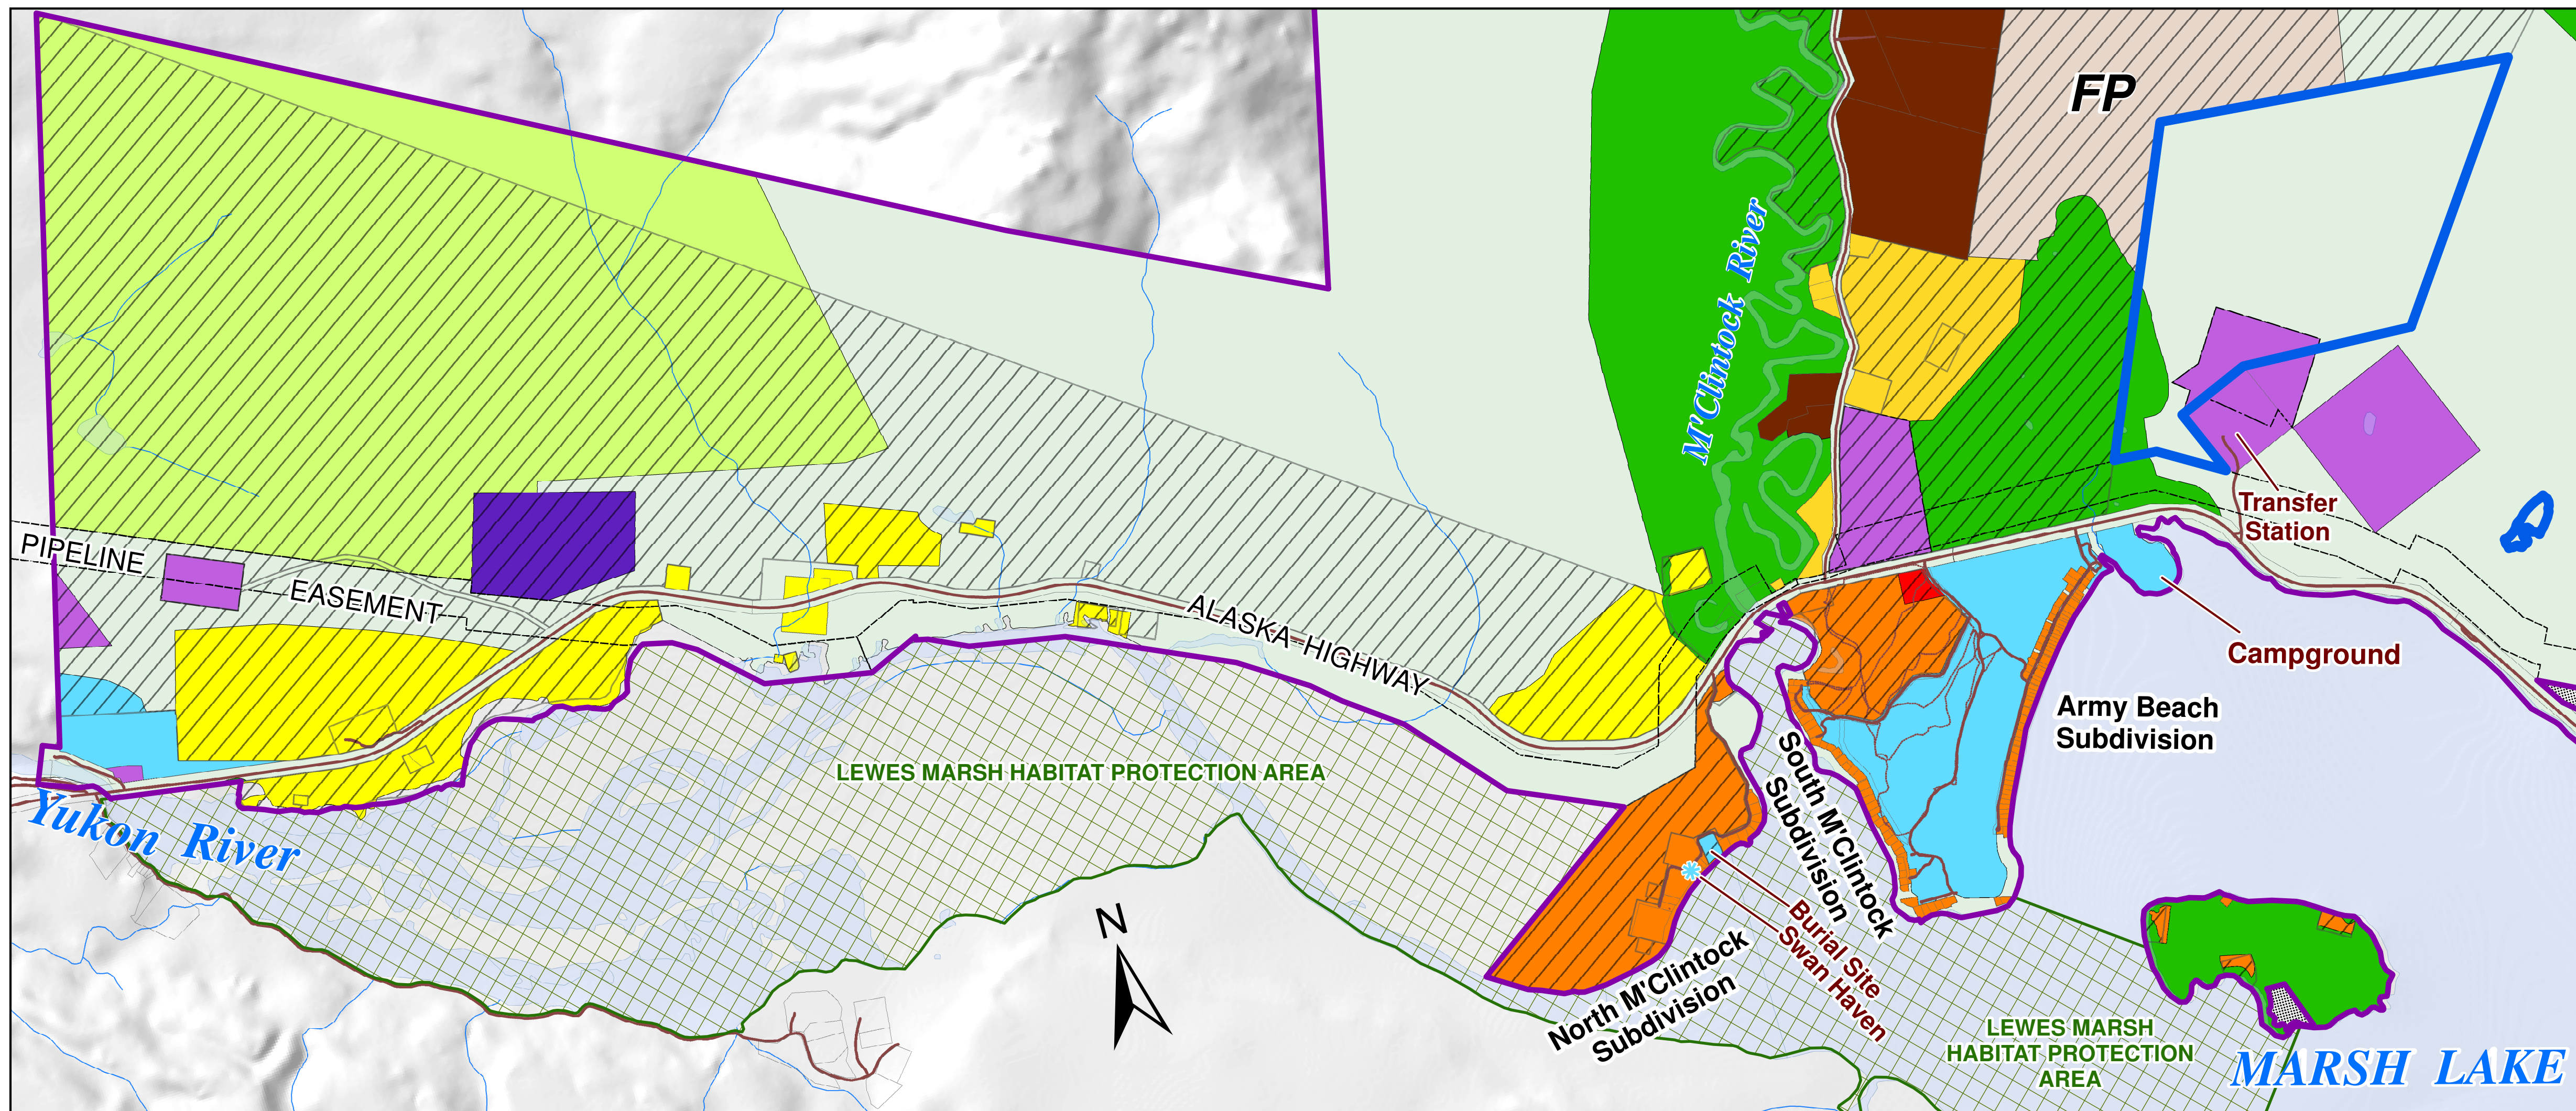 FP
M'Clintock River
PIPELINE
EASEMENT
Transfer
Station
ALASKA HIGHWAY
Campground
Army Beach
Subdivision
LEWES MARSH HABITAT PROTECTION AREA
South M'Clintock
Subdivision
Yukon River
Burial Site
Swan Haven
N
North M'Clintock
Subdivision
LEWES MARSH
HABITAT PROTECTION
AREA
MARSH LAKE